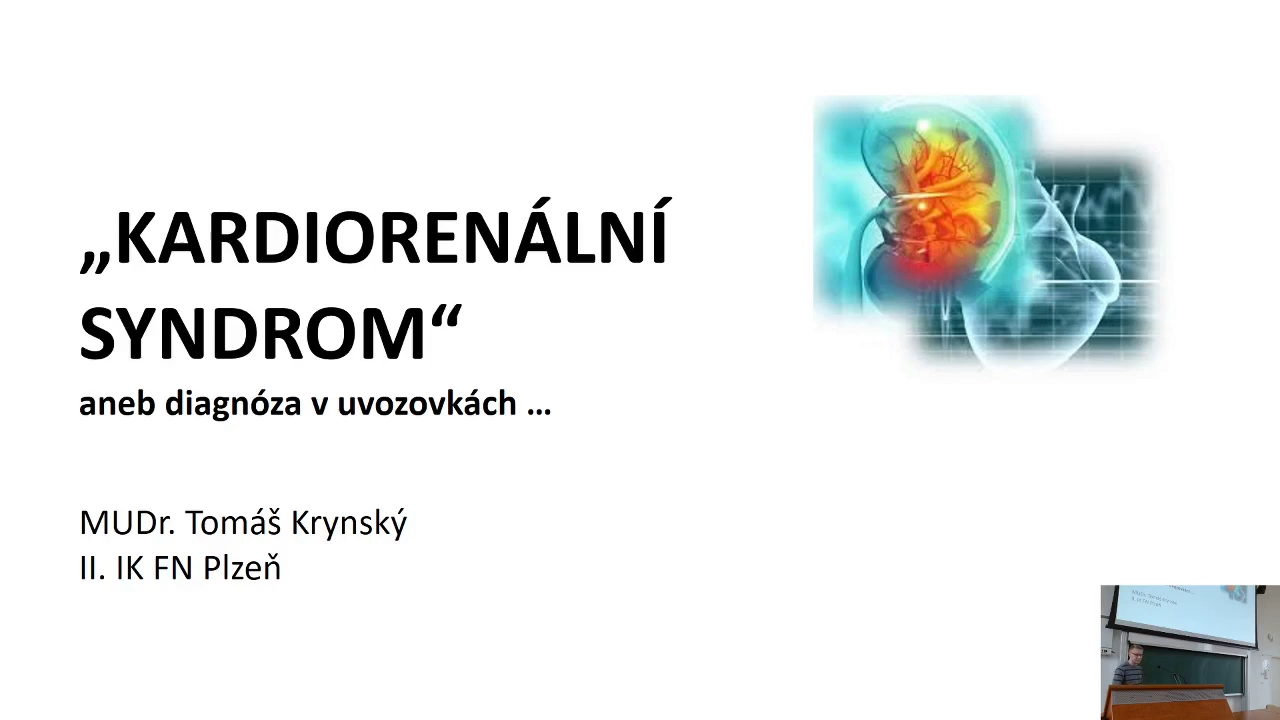 „KARDIORENÁLNÍ
SYNDROM“
aneb diagnóza v uvozovkách ...
MUDr. Tomáš Krynský
II. IK FN Plzeň